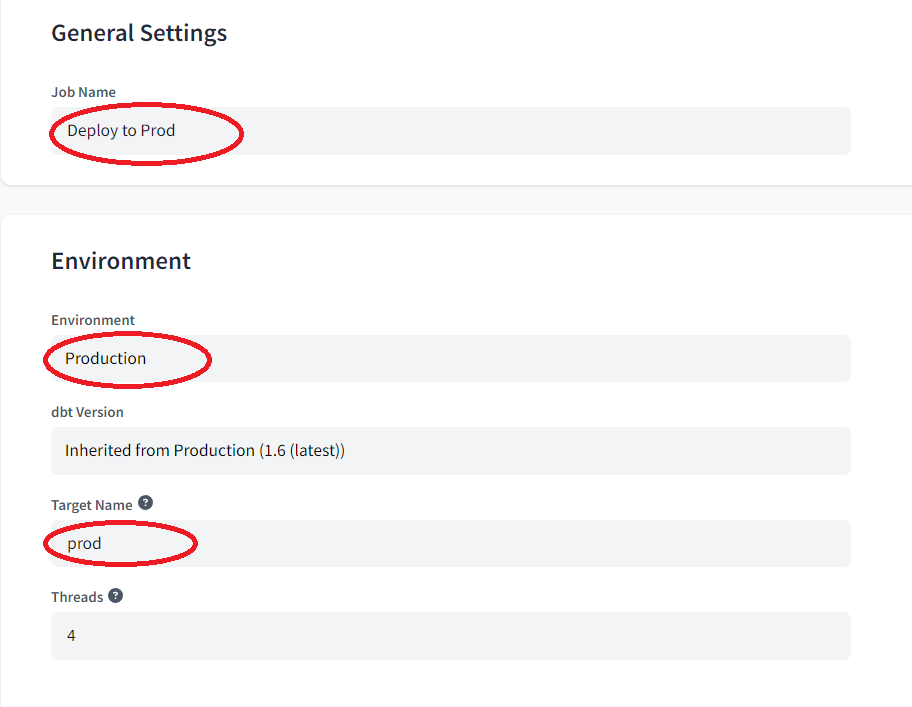 General Settings
Job Name
Deploy to Prod
Environment
Environment
Production
dbt Version
Inherited from Production (1.6 (latest))
Target Name ?
prod
Threads ?
4